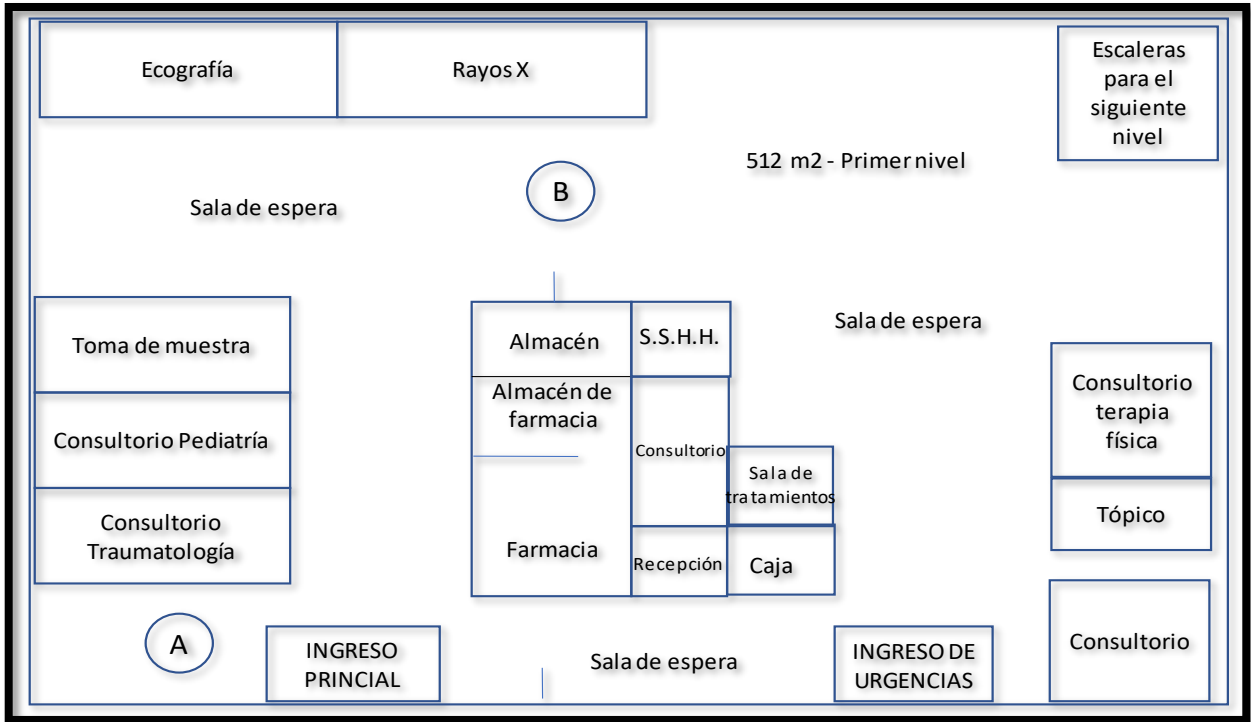 Ecografía
Rayos X
Escaleras
para el
siguiente
nivel
512 m2 - Primer nivel
B
Sala de espera
Sala de espera
Toma de muestra
Consultorio Pediatría
Consultorio
Traumatología
Almacén
S.S.H.H.
Almacén de
farmacia
Consultorio
Sala de
tratamientos
Farmacia
Recepción
Caja
Consultorio
terapia
física
Tópico
Consultorio
A
INGRESO
PRINCIAL
Sala de espera
INGRESO DE
URGENCIAS